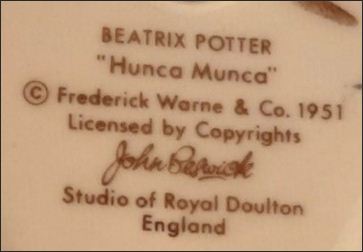 BEATRIX POTTER
"Hunca Munca"
© Frederick Warne & Co. 1951
Licensed by Copyrights
John Beswick
Studio of Royal Doulton
England